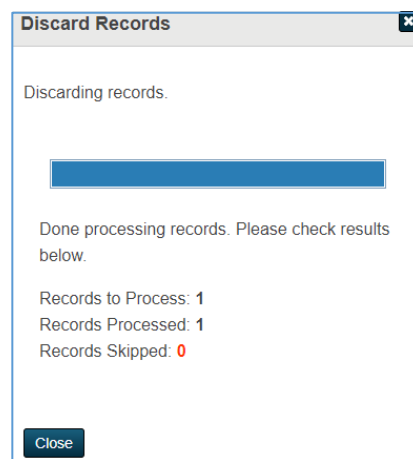 Discard Records
Discarding records.
Done processing records. Please check results
below.
Records to Process: 1
Records Processed: 1
Records Skipped: 0
Close